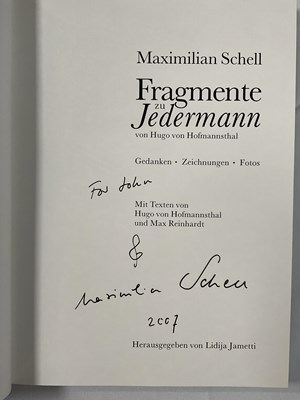 Maximilian Schell
Fragmente
zu
Jedermann
von Hugo von Hofmannsthal
Gedanken · Zeichnungen · Fotos
For John
Mit Texten von
Hugo von Hofmannsthal
und Max Reinhardt
Maximilian Schell
2007
Herausgegeben von Lidija Jametti